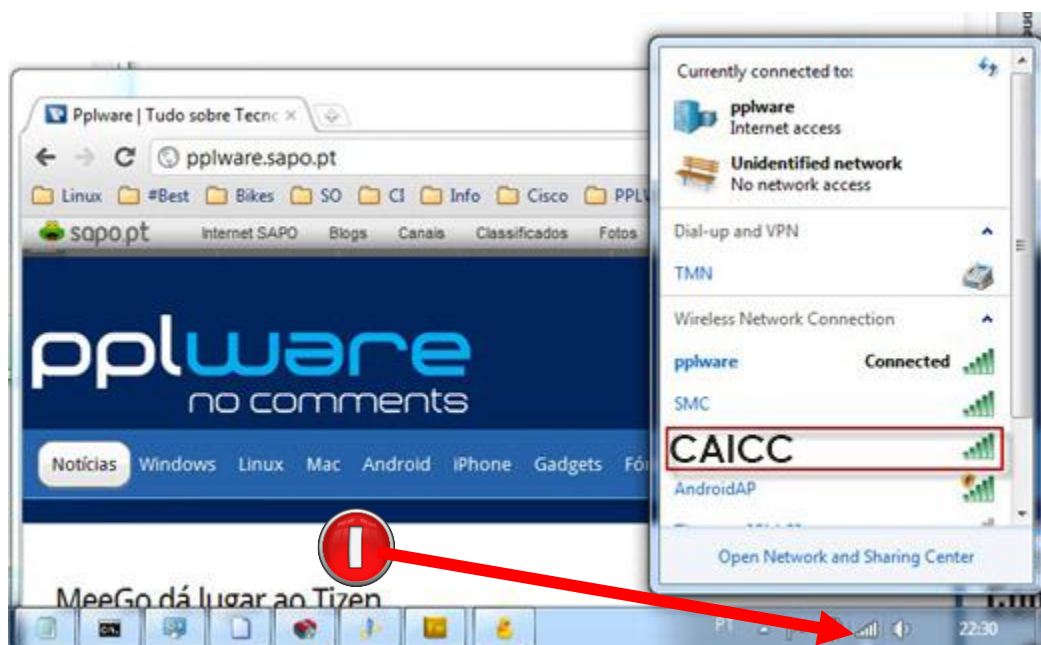 Pplware | Tudo sobre Tecnc
pplware.sapo.pt
Linux #Best Bikes SO CI Info Cisco PPL
sapo.pt Internet SAPO Blogs Canais Classificados Fotos
pplware
no comments
Notícias Windows Linux Mac Android iPhone Gadgets Fó
MeeGo dá lugar ao Tizen
Currently connected to:
pplware
Internet access
Unidentified network
No network access
Dial-up and VPN
TMN
Wireless Network Connection
pplware Connected
SMC
CAICC
AndroidAP
Open Network and Sharing Center
I
PT
22:30